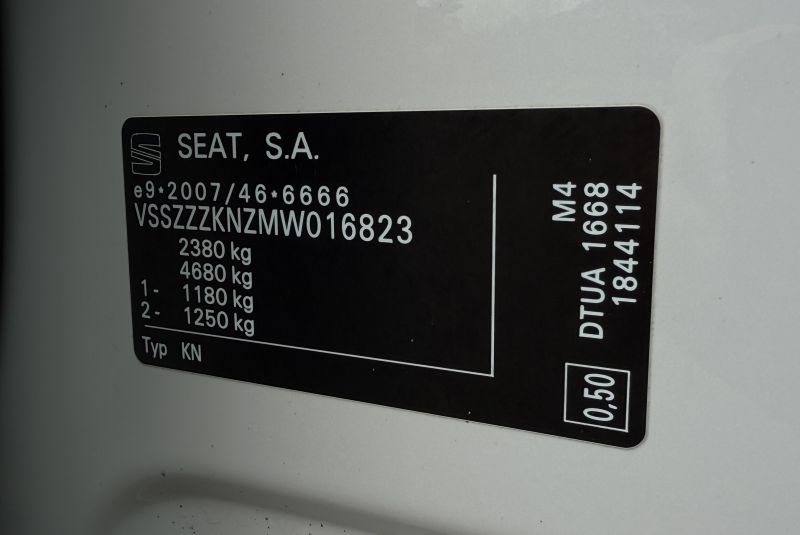 SEAT, S.A.
e9*2007/46*6666
VSSZZZKNZMW016823
2380 kg
4680 kg
1- 1180 kg
2- 1250 kg
Typ KN
M4
DTUA 1668
1844114
0,50